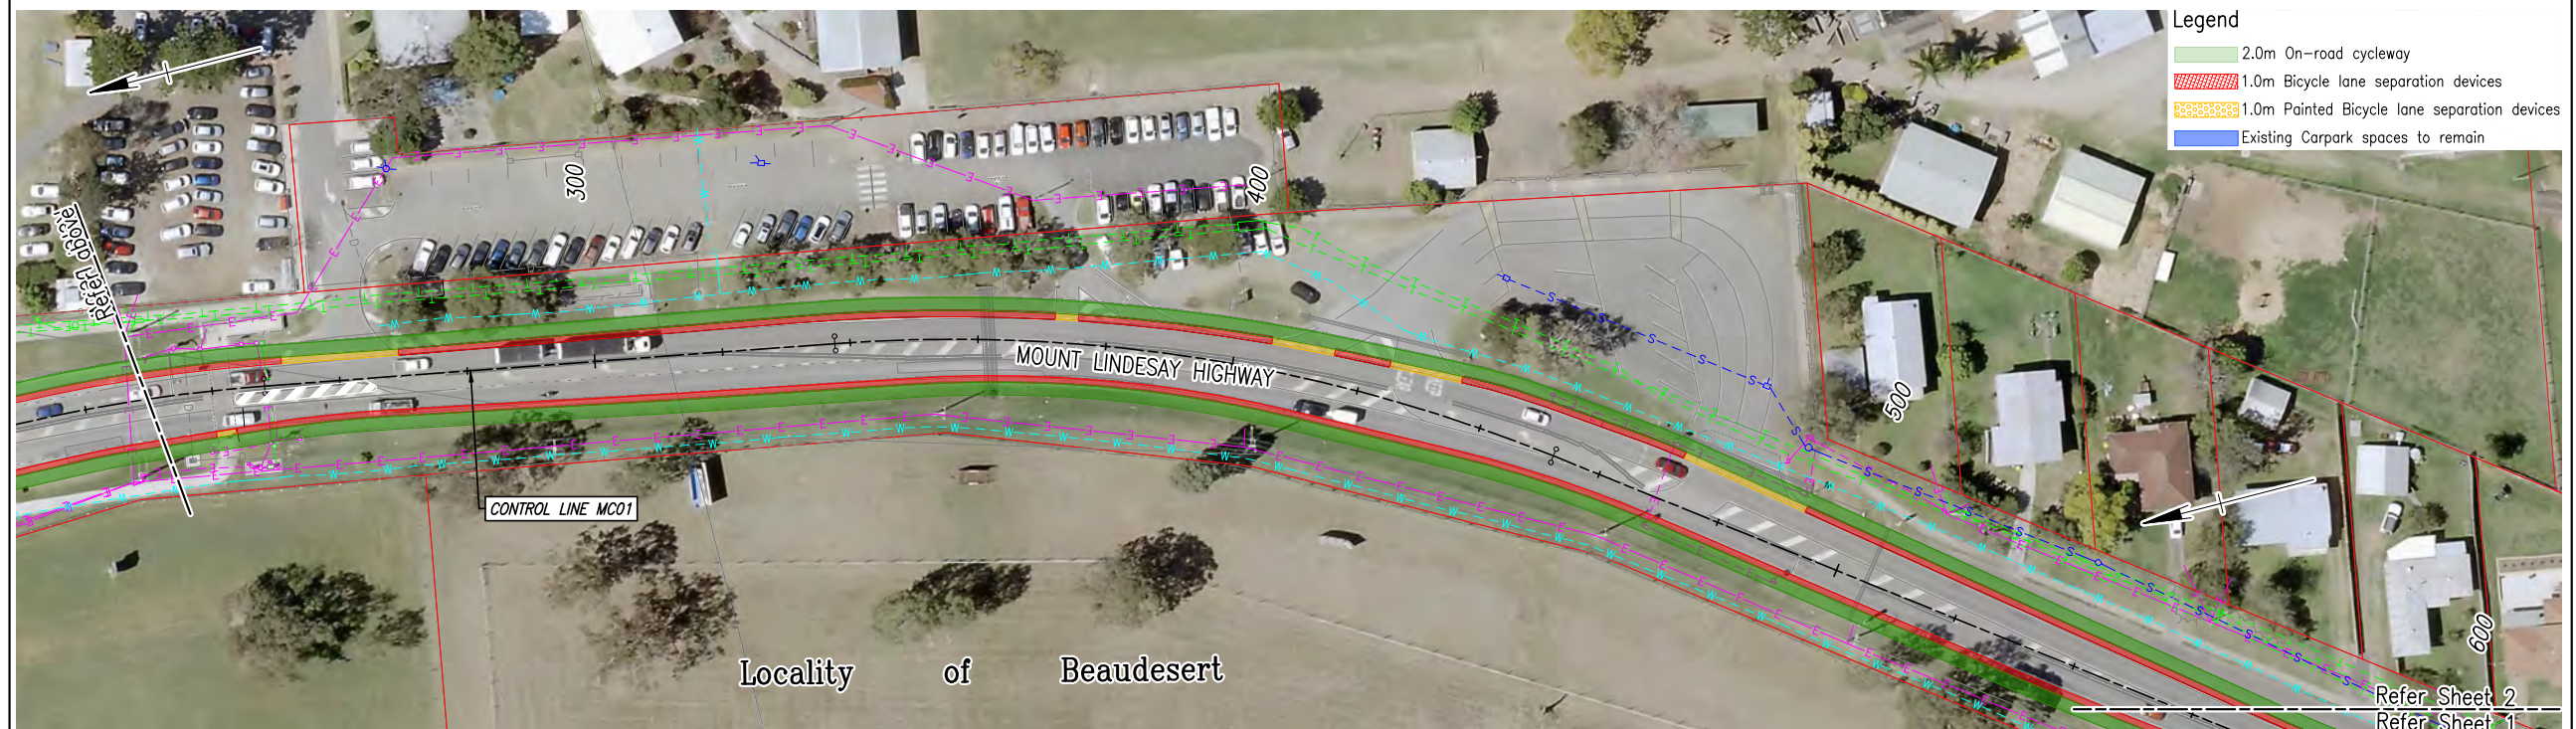 Legend
2.0m On-road cycleway
1.0m Bicycle lane separation devices
1.0m Painted Bicycle lane separation devices
Existing Carpark spaces to remain
300
400
'Refer above'
MOUNT LINDESAY HIGHWAY
500
CONTROL LINE MC01
600
Locality of Beaudesert
Refer Sheet 2
Refer Sheet 1